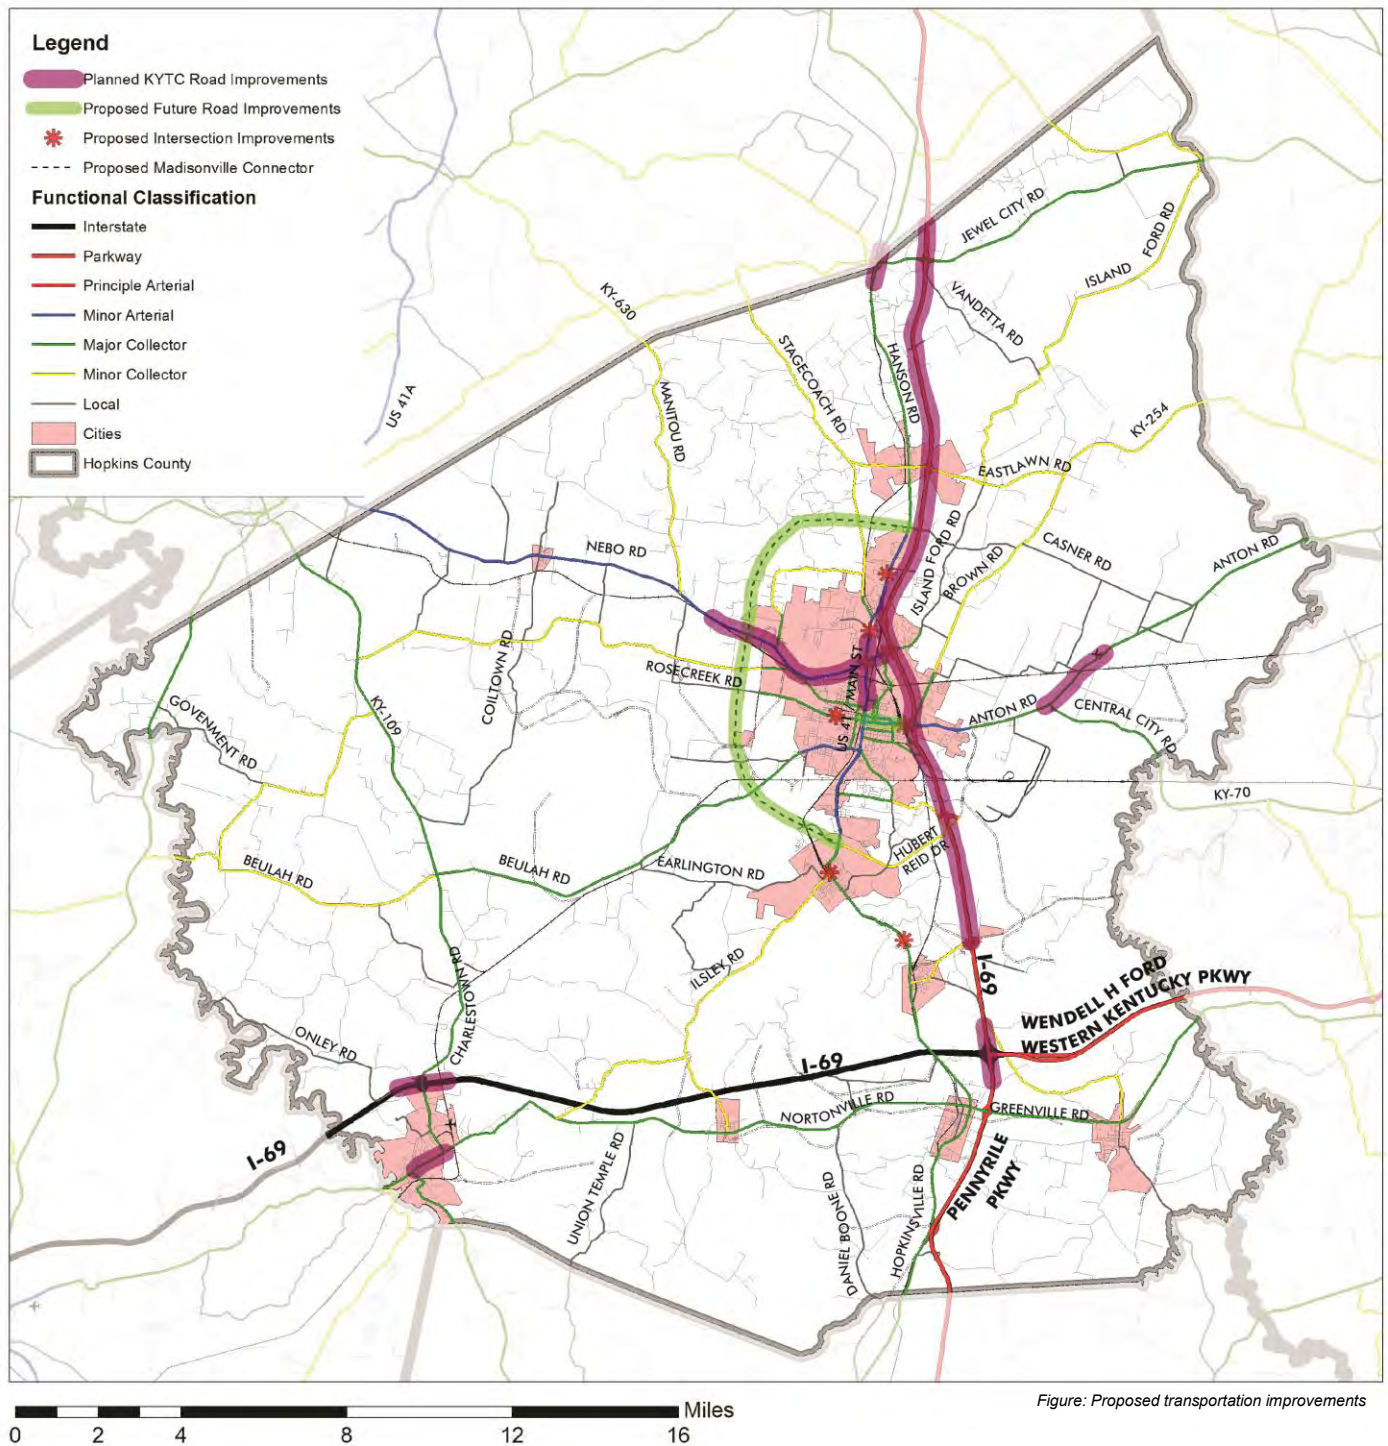 Legend
Planned KYTC Road Improvements
Proposed Future Road Improvements
Proposed Intersection Improvements
Proposed Madisonville Connector
Functional Classification
Interstate
Parkway
Principle Arterial
Minor Arterial
Major Collector
Minor Collector
Local
Cities
Hopkins County
US 41A
KY-630
JEWEL CITY RD
FORD RD
ISLAND
VANDETTA RD
STAGECOACH RD
HANSON RD
MANITOU RD
KY-254
EASTLAWN RD
NEBO RD
ISLAND FORD RD
BROWN RD
CASNER RD
ANTON RD
COILTOWN RD
ROSECREEK RD
MAIN ST
US 41
ANTON RD
CENTRAL CITY RD
GOVENMENT RD
KY-109
KY-70
HUBERT
REID DR
BEULAH RD
BEULAH RD
EARLINGTON RD
ILSLEY RD
CHARLESTOWN RD
I-69
WENDELL H FORD
WESTERN KENTUCKY PKWY
ONLEY RD
I-69
NORTONVILLE RD
GREENVILLE RD
I-69
UNION TEMPLE RD
DANIEL BOONE RD
HOPKINSVILLE RD
PENNYRILE
PKWY
Figure: Proposed transportation improvements
Miles
0 2 4 8 12 16